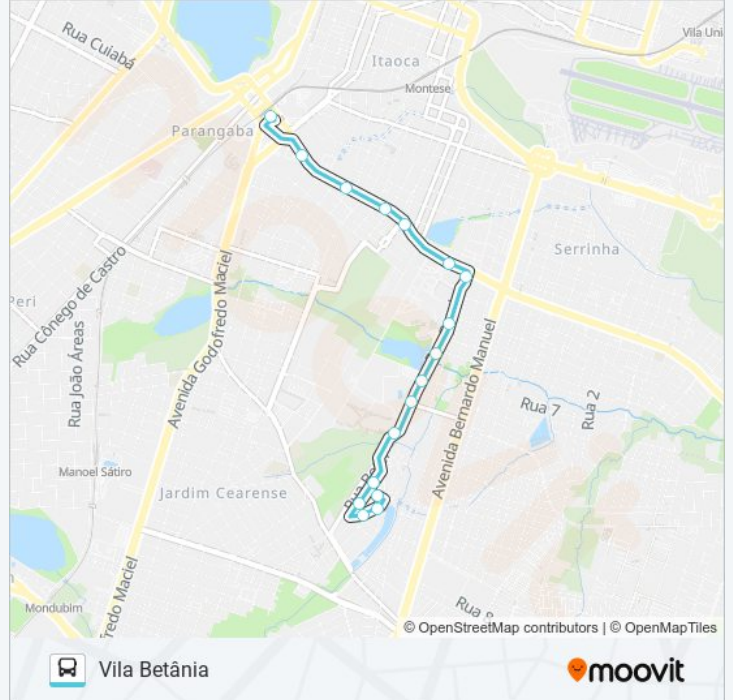 Rua Cuiabá
Itaoca
Vila Uni
Montese
Parangaba
Serrinha
Rua Cônego de Castro
Peri
Rua João Áreas
Avenida Godofredo Maciel
Avenida Bernardo Manuel
Rua 7
Rua 2
Manoel Sátiro
Jardim Cearense
Mondubim
fredo Maciel
© OpenStreetMap contributors | © OpenMapTiles
Vila Betânia
moovit